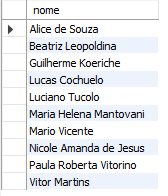 nome
Alice de Souza
Beatriz Leopoldina
Guilherme Koeriche
Lucas Cochuelo
Luciano Tucolo
Maria Helena Mantovani
Mario Vicente
Nicole Amanda de Jesus
Paula Roberta Vitorino
Vitor Martins